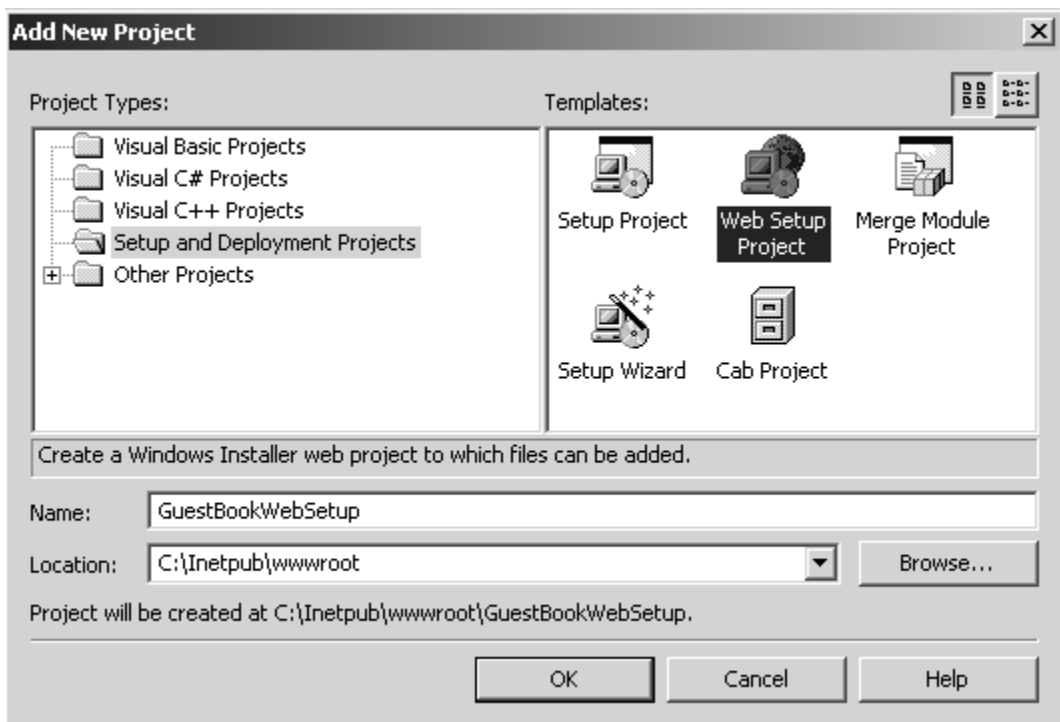 Add New Project
Project Types:
Templates:
Visual Basic Projects
Visual C# Projects
Visual C++ Projects
Setup and Deployment Projects
Other Projects
Setup Project
Web Setup
Project
Merge Module
Project
Setup Wizard
Cab Project
Create a Windows Installer web project to which files can be added.
Name:
GuestBookWebSetup
Location:
C:\Inetpub\wwwroot
Browse...
Project will be created at C:\Inetpub\wwwroot\GuestBookWebSetup.
OK
Cancel
Help